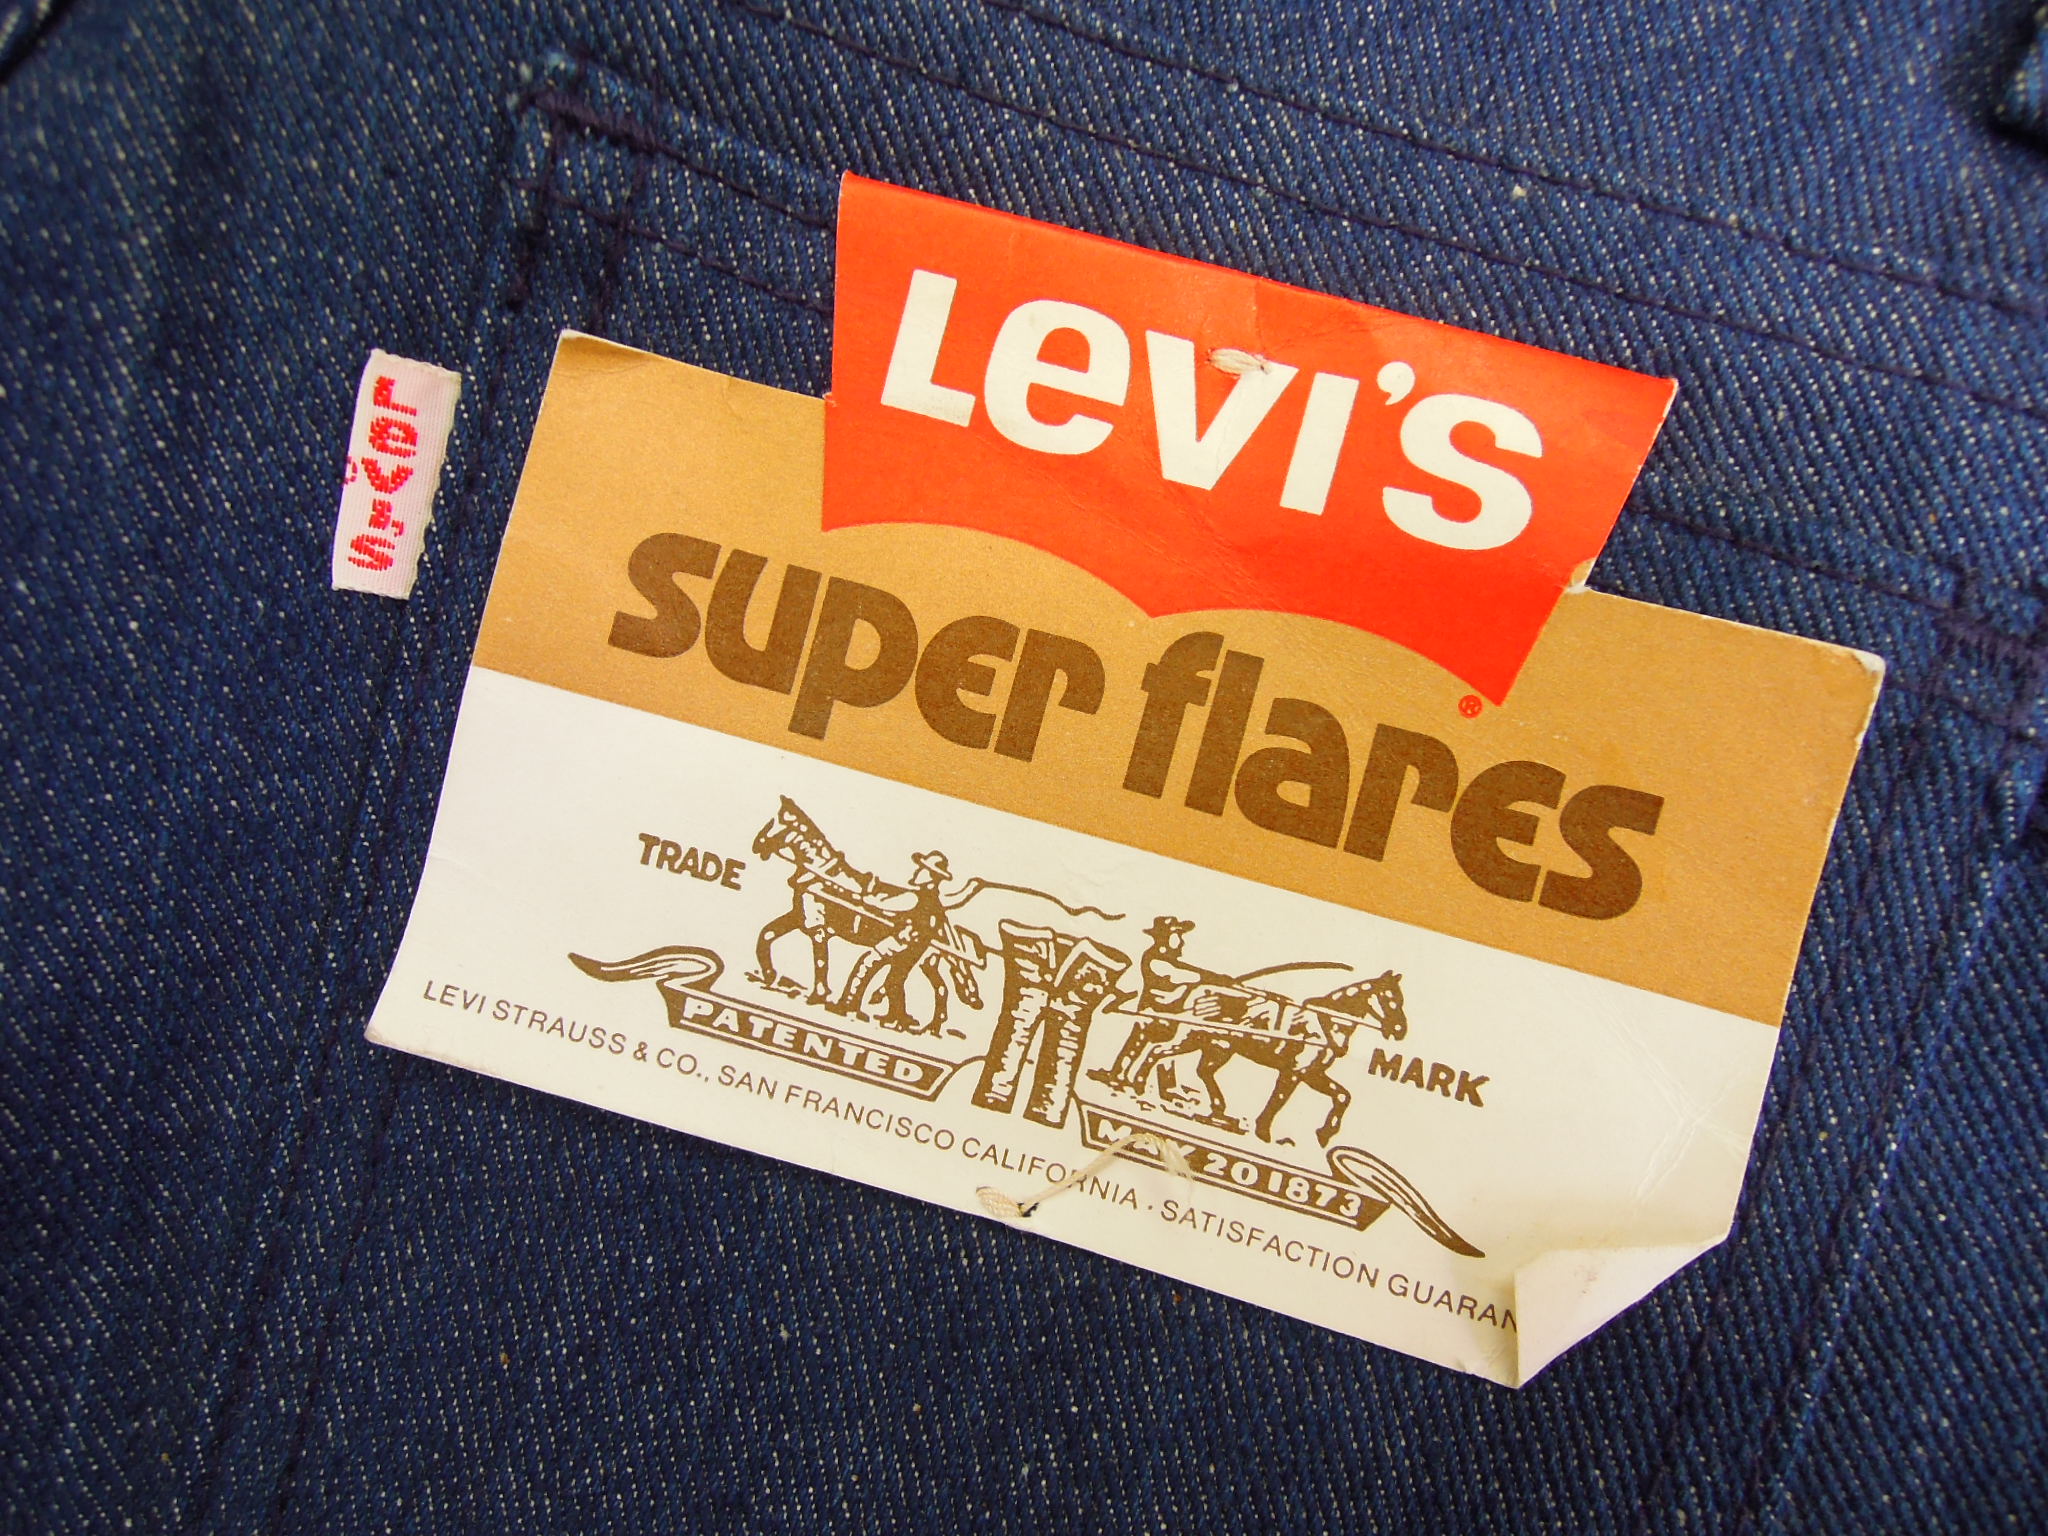 LEVI'S
LEVI'S
®
super flares
TRADE MARK
PATENTED
MAY 20 1873
LEVI STRAUSS & CO., SAN FRANCISCO CALIFORNIA · SATISFACTION GUARAN